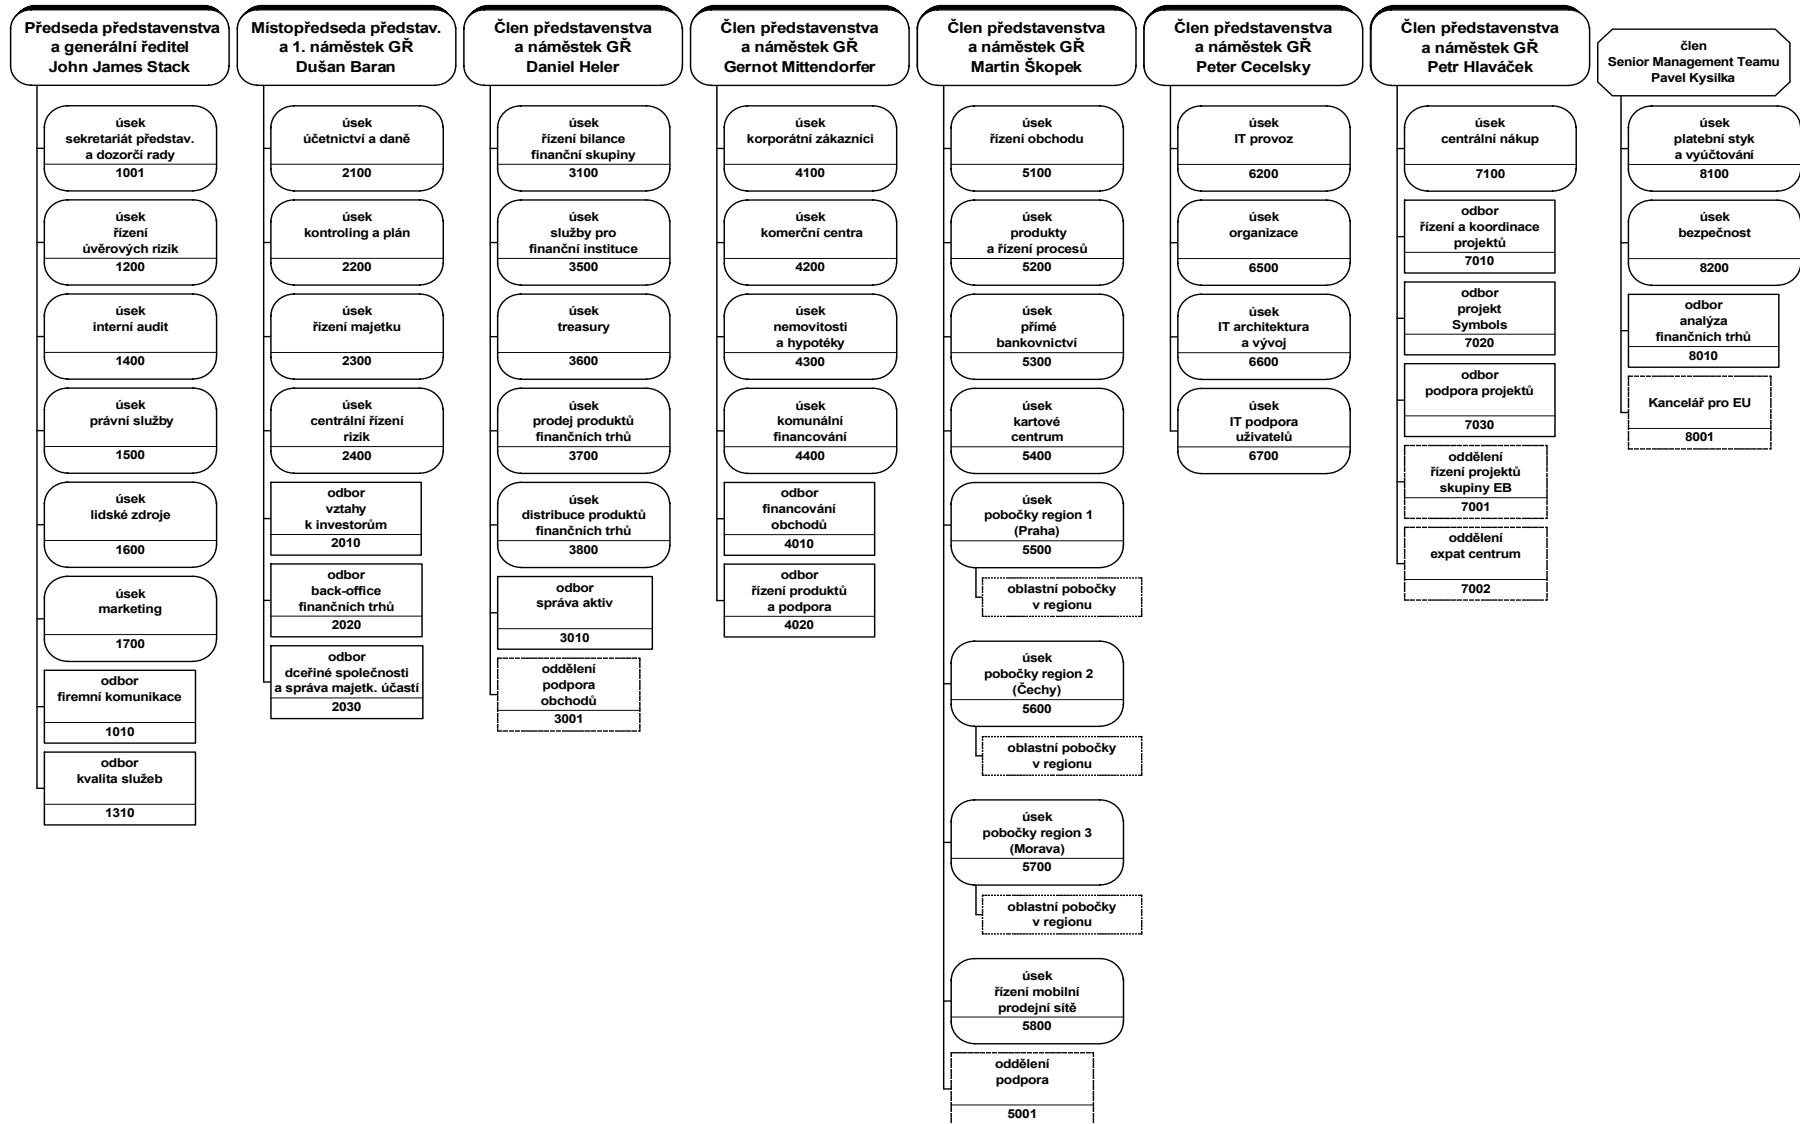 Předseda představenstva
a generální ředitel
John James Stack
úsek
sekretariát představ.
a dozorčí rady
1001
úsek
řízení
úvěrových rizik
1200
úsek
interní audit
1400
úsek
právní služby
1500
úsek
lidské zdroje
1600
úsek
marketing
1700
odbor
firemní komunikace
1010
odbor
kvalita služeb
1310
Místopředseda představ.
a 1. náměstek GŘ
Dušan Baran
úsek
účetnictví a daně
2100
úsek
kontroling a plán
2200
úsek
řízení majetku
2300
úsek
centrální řízení
rizik
2400
odbor
vztahy
k investorům
2010
odbor
back-office
finančních trhů
2020
odbor
dceřiné společnosti
a správa majetk. účastí
2030
Člen představenstva
a náměstek GŘ
Daniel Heler
úsek
řízení bilance
finanční skupiny
3100
úsek
služby pro
finanční instituce
3500
úsek
treasury
3600
úsek
prodej produktů
finančních trhů
3700
úsek
distribuce produktů
finančních trhů
3800
odbor
správa aktiv
3010
oddělení
podpora
obchodů
3001
Člen představenstva
a náměstek GŘ
Gernot Mittendorfer
úsek
korporátní zákazníci
4100
úsek
komerční centra
4200
úsek
nemovitosti
a hypotéky
4300
úsek
komunální
financování
4400
odbor
financování
obchodů
4010
odbor
řízení produktů
a podpora
4020
Člen představenstva
a náměstek GŘ
Martin Škopek
úsek
řízení obchodu
5100
úsek
produkty
a řízení procesů
5200
úsek
přímé
bankovnictví
5300
úsek
kartové
centrum
5400
úsek
pobočky region 1
(Praha)
5500
oblastní pobočky
v regionu
úsek
pobočky region 2
(Čechy)
5600
oblastní pobočky
v regionu
úsek
pobočky region 3
(Morava)
5700
oblastní pobočky
v regionu
úsek
řízení mobilní
prodejní sítě
5800
oddělení
podpora
5001
Člen představenstva
a náměstek GŘ
Peter Cecelsky
úsek
IT provoz
6200
úsek
organizace
6500
úsek
IT architektura
a vývoj
6600
úsek
IT podpora
uživatelů
6700
Člen představenstva
a náměstek GŘ
Petr Hlaváček
úsek
centrální nákup
7100
odbor
řízení a koordinace
projektů
7010
odbor
projekt
Symbols
7020
odbor
podpora projektů
7030
oddělení
řízení projektů
skupiny EB
7001
oddělení
expat centrum
7002
člen
Senior Management Teamu
Pavel Kysilka
úsek
platební styk
a vyúčtování
8100
úsek
bezpečnost
8200
odbor
analýza
finančních trhů
8010
Kancelář pro EU
8001